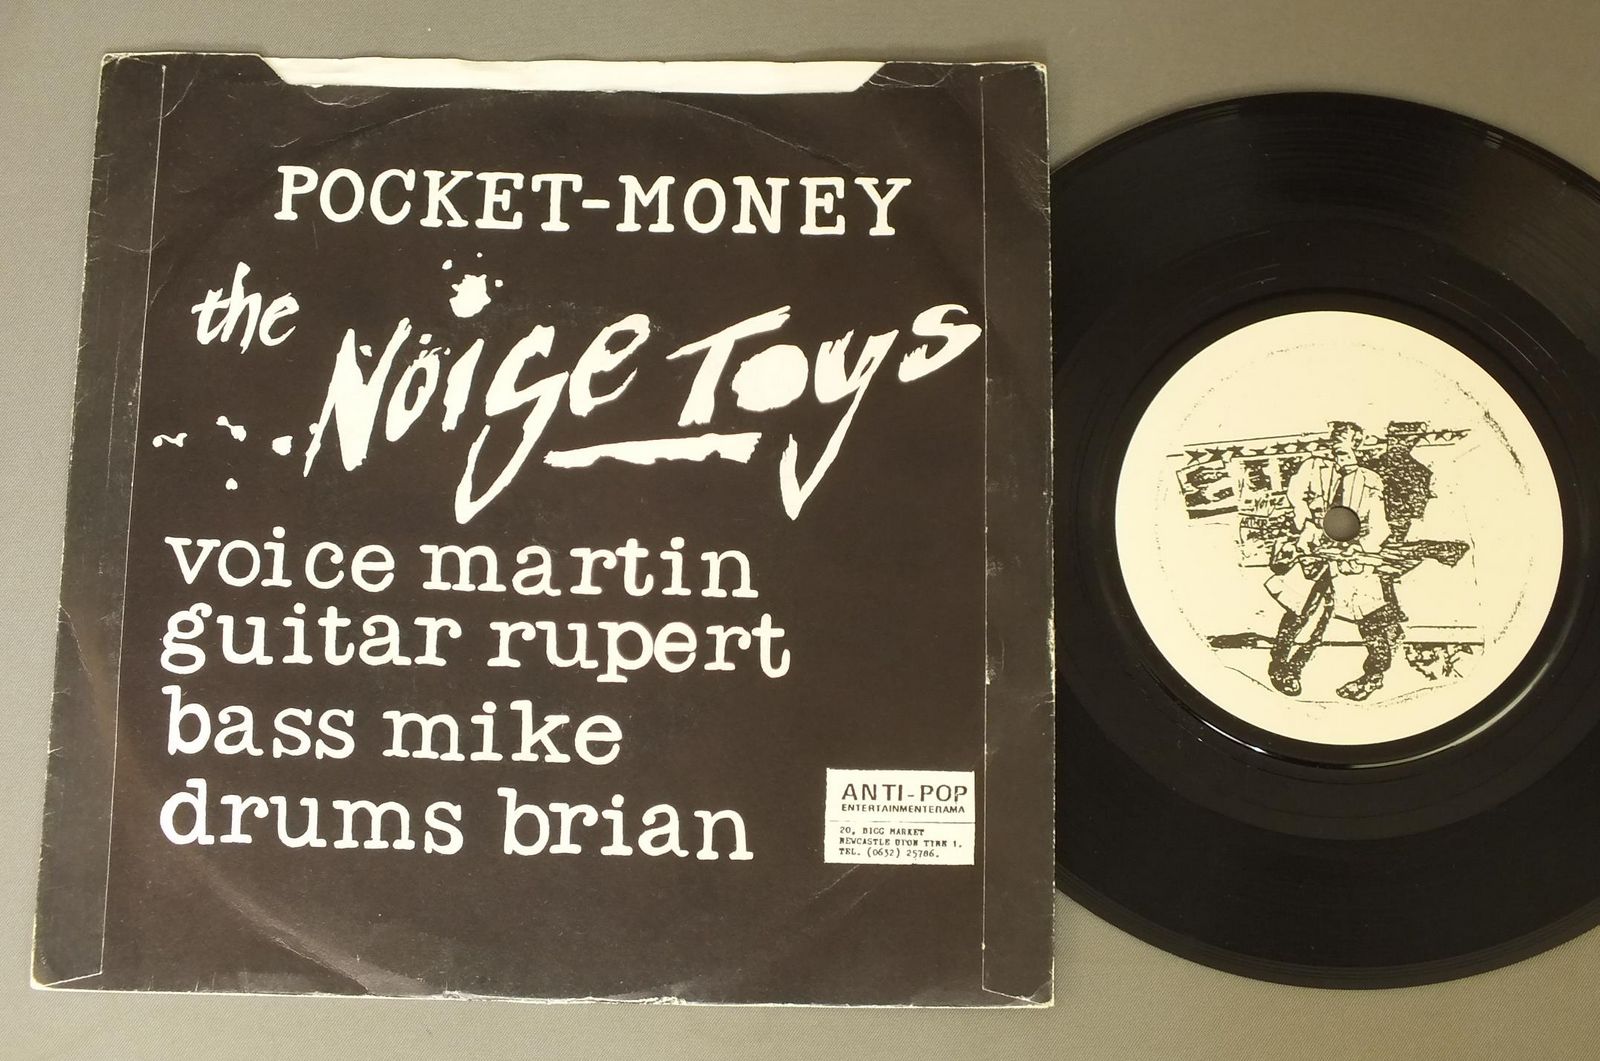 POCKET-MONEY
the Noise Toys
voice martin
guitar rupert
bass mike
drums brian
ANTI-POP
ENTERTAINMENTERAMA
20, BIGG MARKET
NEWCASTLE UPON TYNE 1.
TEL. (0632) 25786.